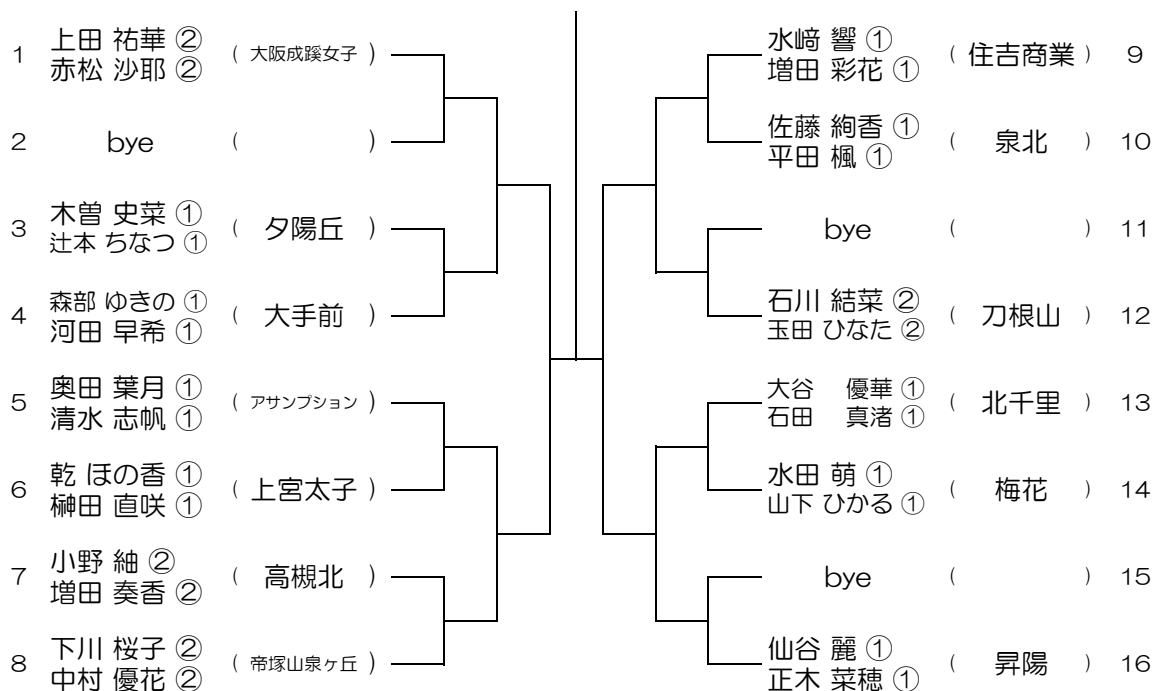 1 上田 祐華 ② ( 大阪成蹊女子 )
赤松 沙耶 ②
2 bye ( )
3 木曽 史菜 ① ( 夕陽丘 )
辻本 ちなつ ①
4 森部 ゆきの ① ( 大手前 )
河田 早希 ①
5 奥田 葉月 ① ( アサンプション )
清水 志帆 ①
6 乾 ほの香 ① ( 上宮太子 )
榊田 直咲 ①
7 小野 紬 ② ( 高槻北 )
増田 奏香 ②
8 下川 桜子 ② ( 帝塚山泉ヶ丘 )
中村 優花 ②
水﨑 響 ① ( 住吉商業 ) 9
増田 彩花 ①
佐藤 絢香 ① ( 泉北 ) 10
平田 楓 ①
bye ( ) 11
石川 結菜 ② ( 刀根山 ) 12
玉田 ひなた ②
大谷 優華 ① ( 北千里 ) 13
石田 真渚 ①
水田 萌 ① ( 梅花 ) 14
山下 ひかる ①
bye ( ) 15
仙谷 麗 ① ( 昇陽 ) 16
正木 菜穂 ①